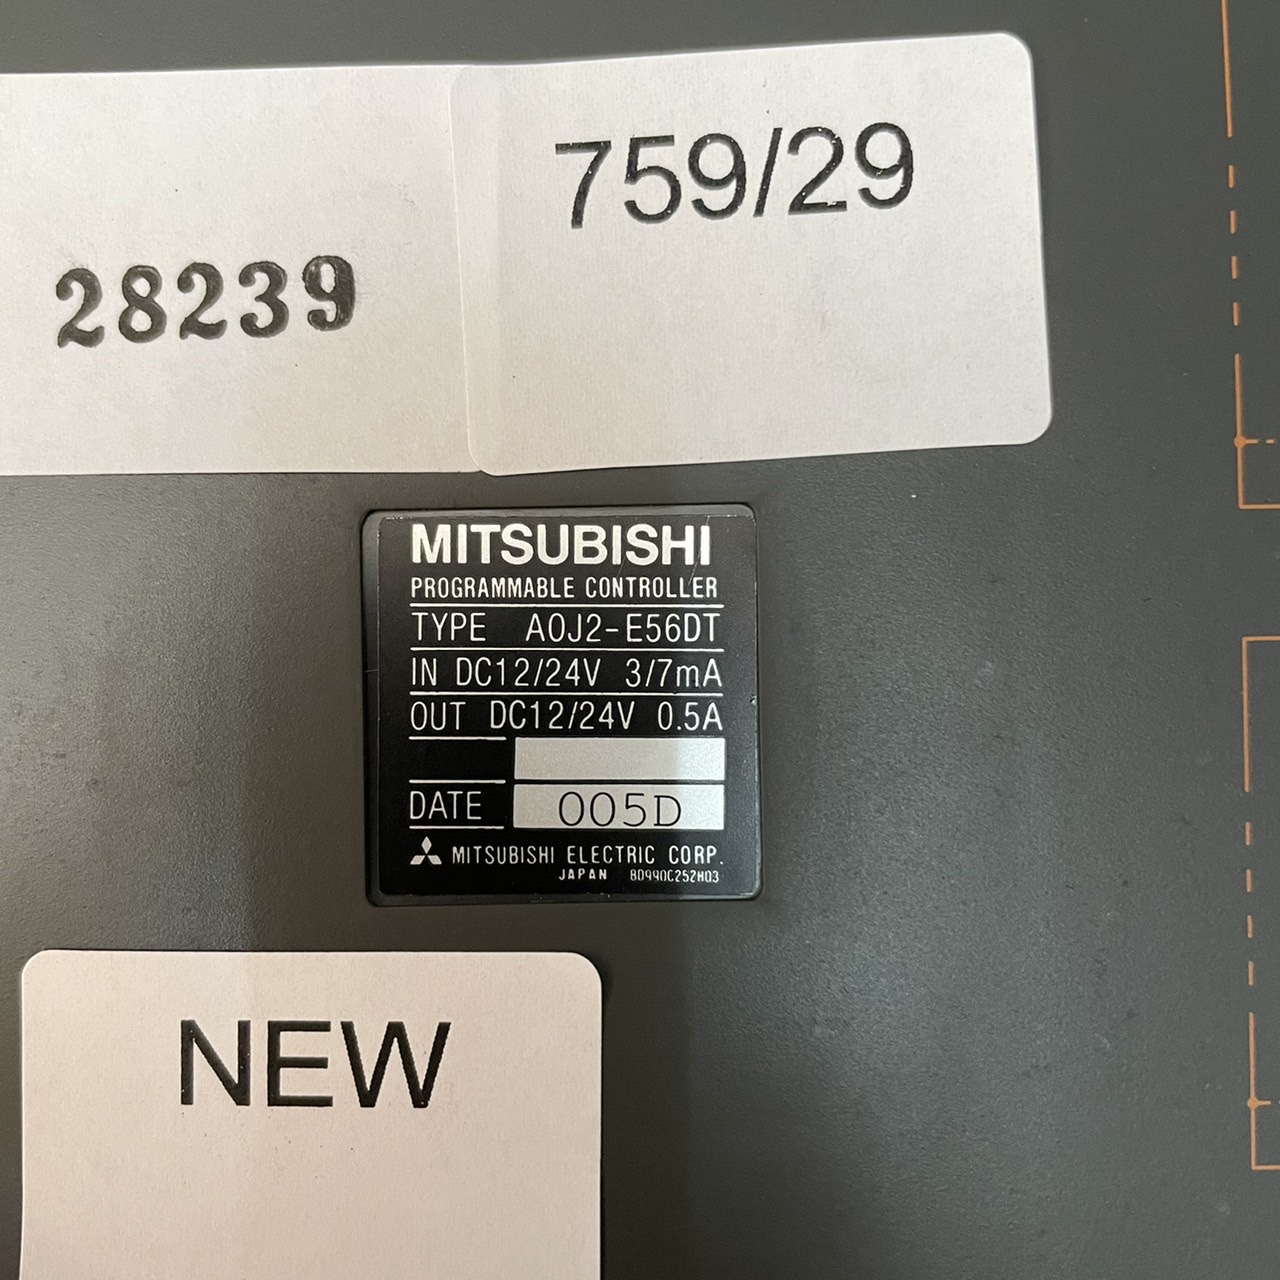 759/29
28239
MITSUBISHI
PROGRAMMABLE CONTROLLER
TYPE A0J2-E56DT
IN DC12/24V 3/7mA
OUT DC12/24V 0.5A
DATE 005D
MITSUBISHI ELECTRIC CORP.
JAPAN BD990C252H03
NEW